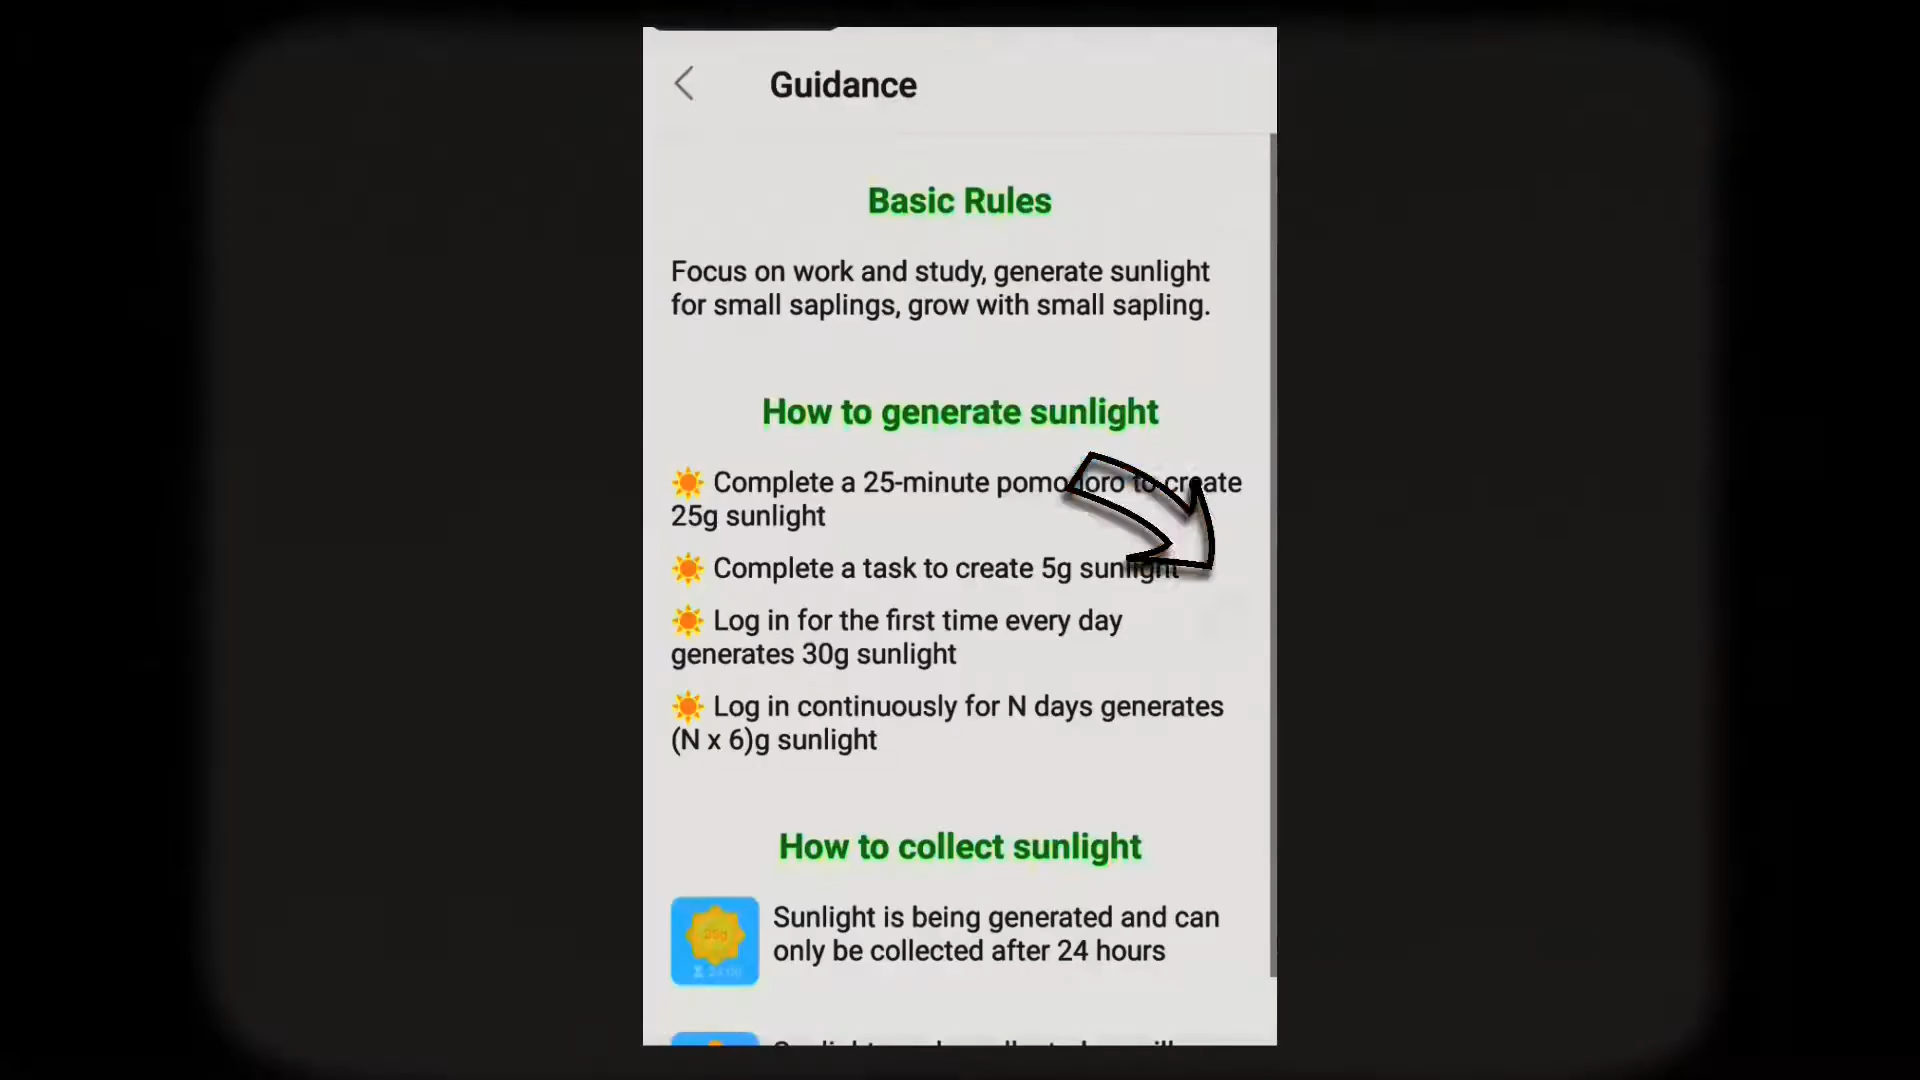 Guidance
Basic Rules
Focus on work and study, generate sunlight
for small saplings, grow with small sapling.
How to generate sunlight
Complete a 25-minute pomodoro to create
25g sunlight
Complete a task to create 5g sunlight
Log in for the first time every day
generates 30g sunlight
Log in continuously for N days generates
(N x 6)g sunlight
How to collect sunlight
Sunlight is being generated and can
only be collected after 24 hours